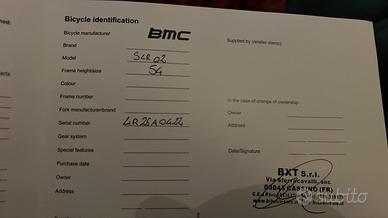 Bicycle identification
Bicycle manufacturer BMC
Brand
Model SLR 02
Frame height/size 54
Colour
Frame number
Fork manufacturer/brand
Serial number
Gear system
Special features
Purchase date
Owner
Address
Supplied by (retailer stamp)
In the case of change of ownership
Owner
Address
Date/Signature
BXT S.r.l.
03043 CASSINO (FR)
subito